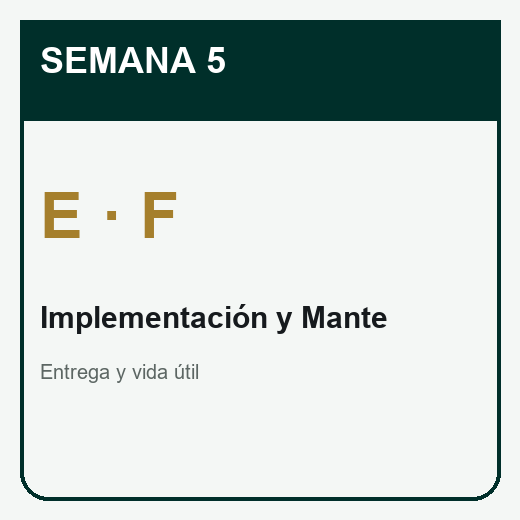 SEMANA 5
E · F
Implementación y Mante
Entrega y vida útil